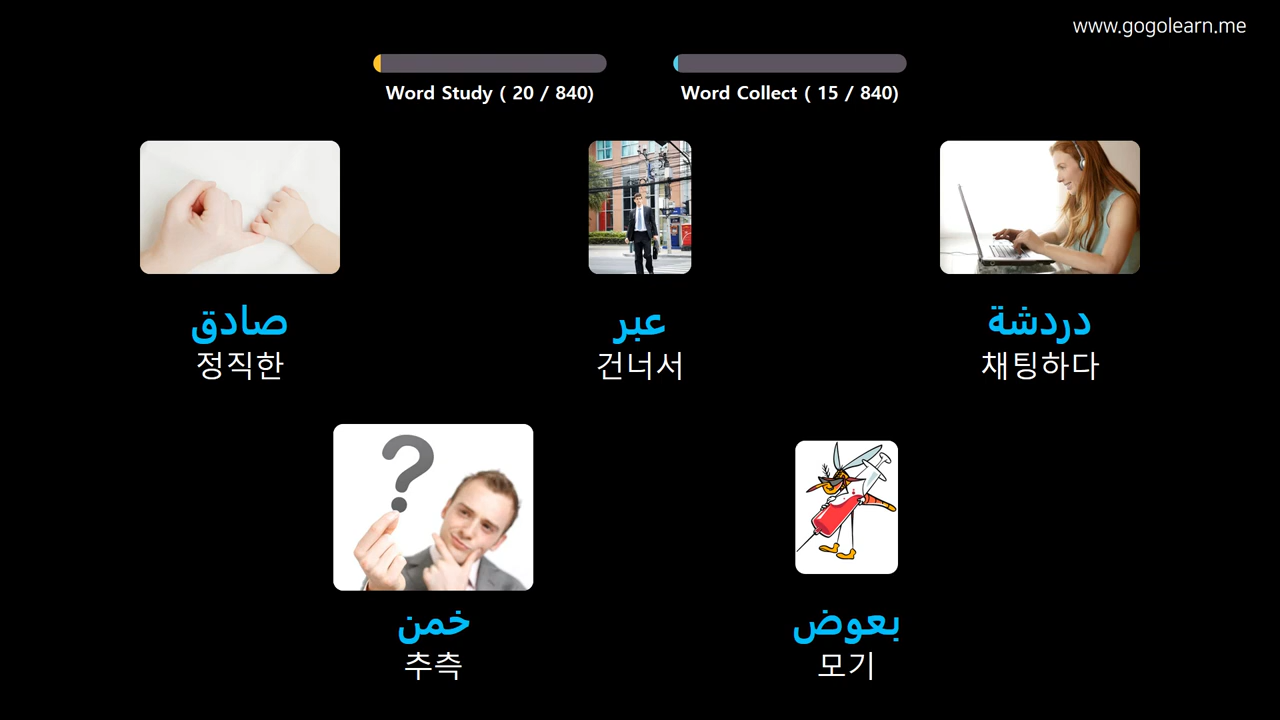 www.gogolearn.me
Word Study ( 20 / 840)
Word Collect ( 15 / 840)
صادق
정직한
عبر
건너서
دردشة
채팅하다
خمن
추측
بعوض
모기